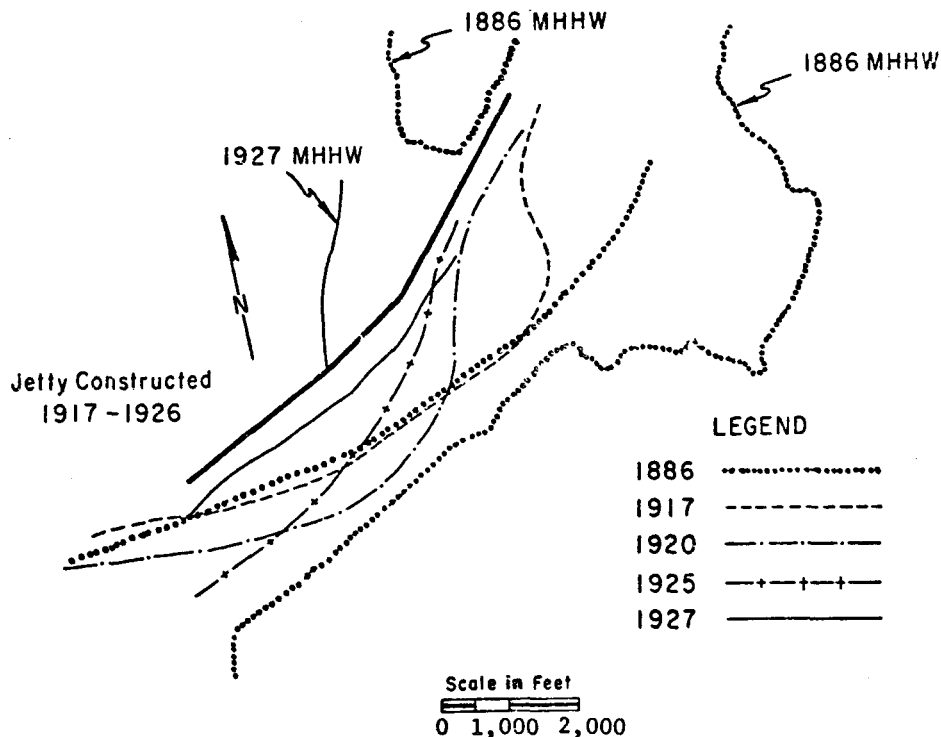 1886 MHHW
1886 MHHW
1927 MHHW
N
Jetty Constructed
1917-1926
LEGEND
1886
1917
1920
1925
1927
Scale in Feet
0 1,000 2,000